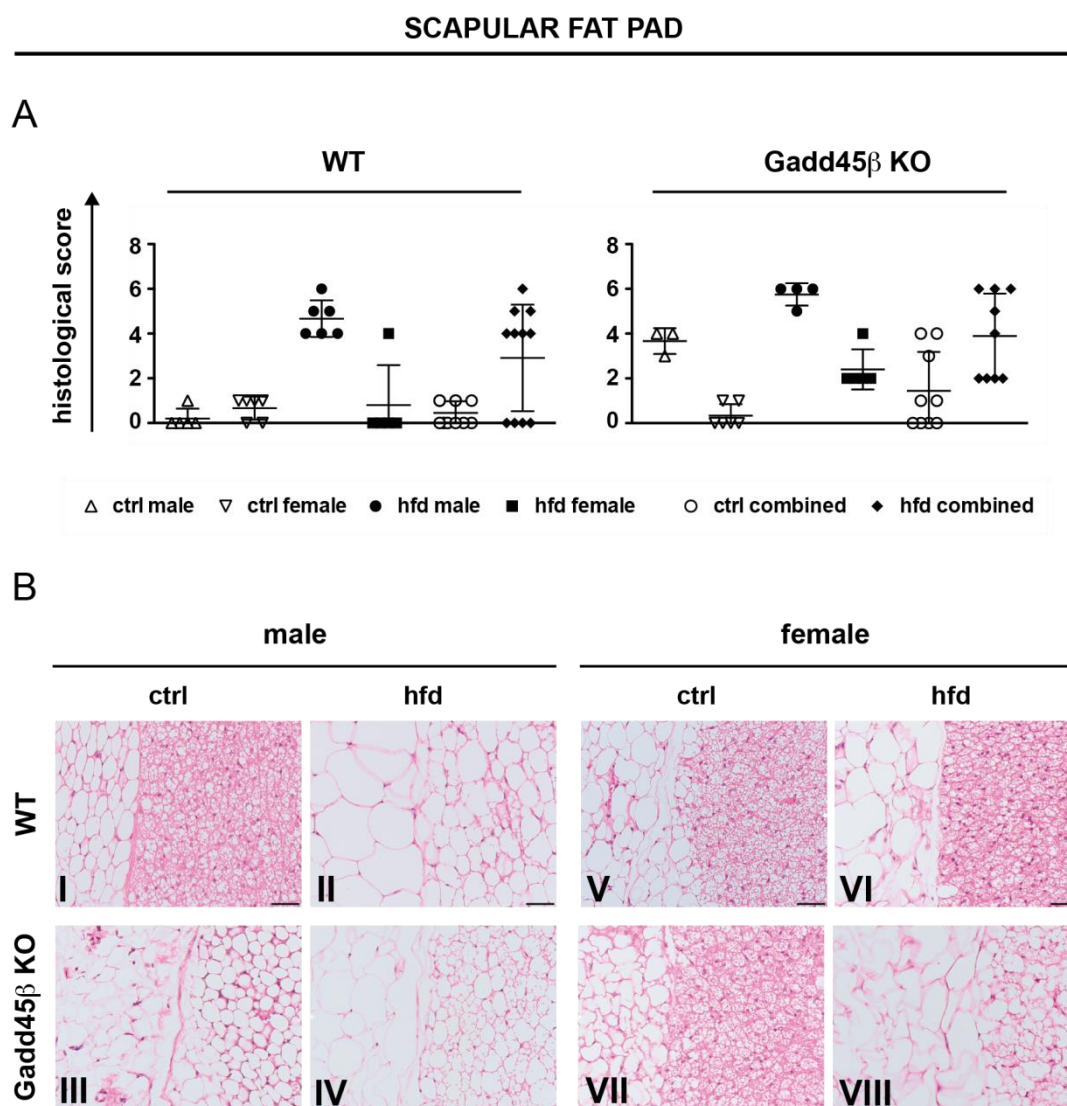 SCAPULAR FAT PAD
A
WT
Gadd45β KO
histological score
8
6
4
2
0
8
6
4
2
0
ctrl male ctrl female hfd male hfd female ctrl combined hfd combined
B
male
female
ctrl
hfd
ctrl
hfd
WT
I
II
V
VI
Gadd45β KO
III
IV
VII
VIII